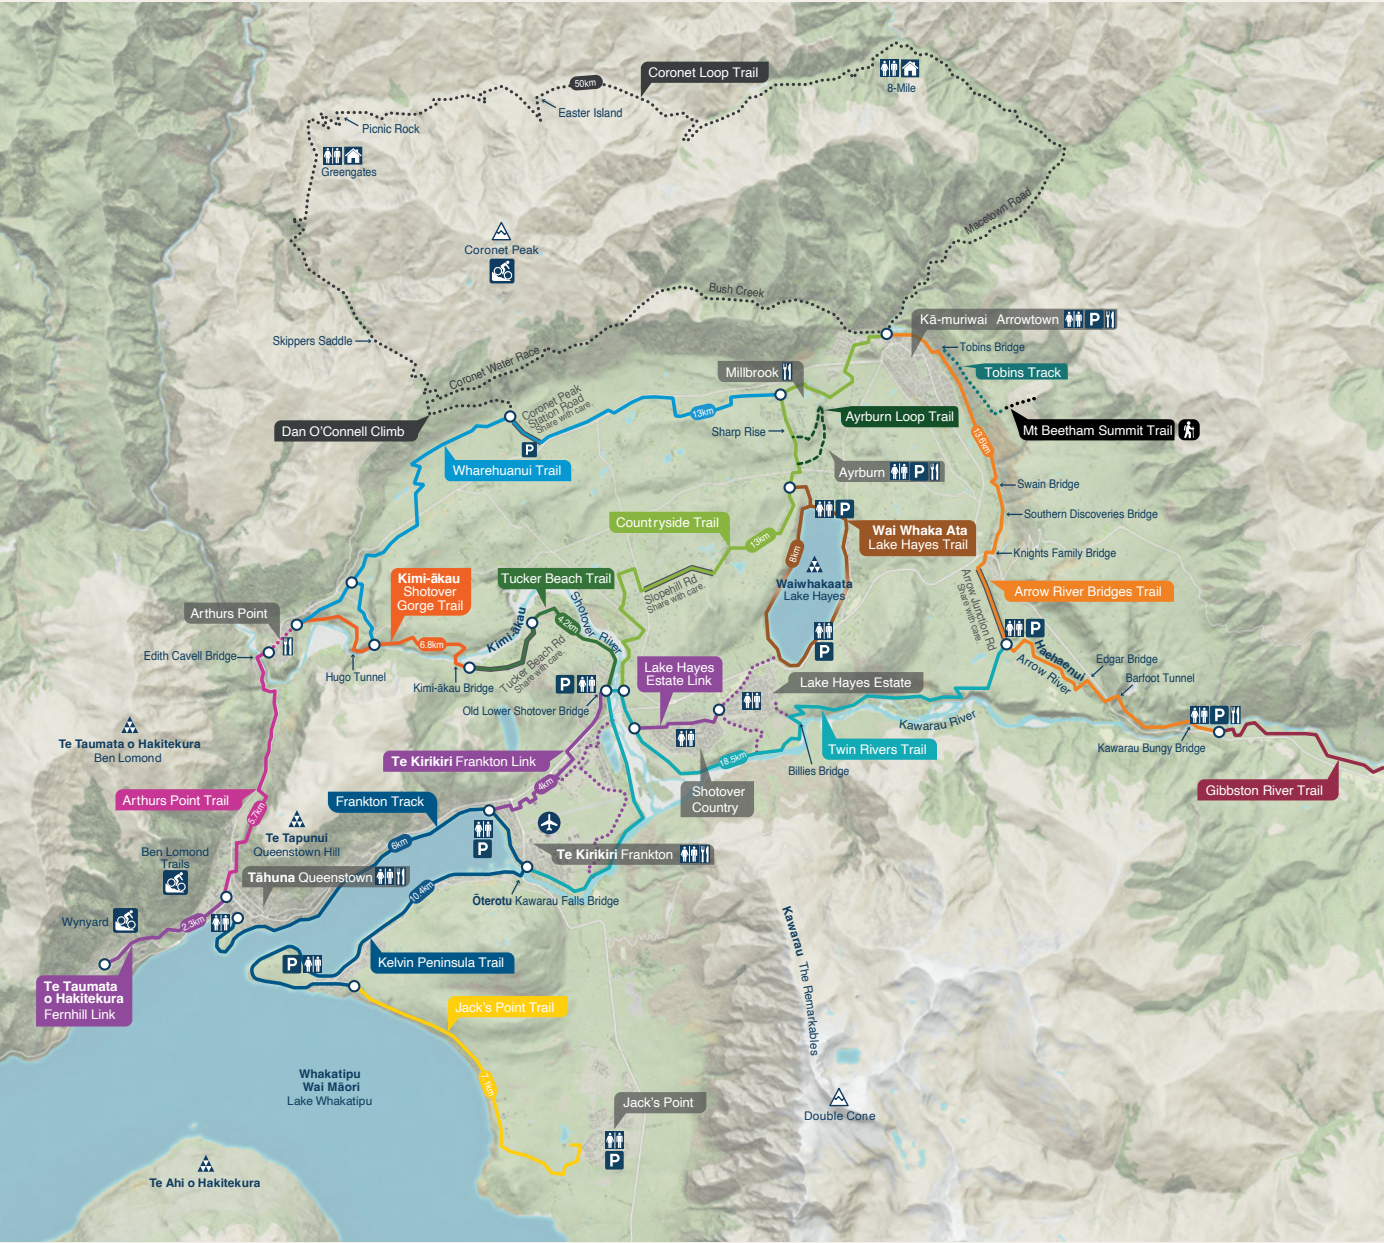 Coronet Loop Trail
50km
8-Mile
Easter Island
Picnic Rock
Greengates
Macetown Road
Coronet Peak
Bush Creek
Kā-muriwai Arrowtown
P
Skippers Saddle
Tobins Bridge
Coronet Water Race
Millbrook
Tobins Track
Coronet Peak
Station Road
Share with care.
13km
Ayrburn Loop Trail
Dan O'Connell Climb
Sharp Rise
Mt Beetham Summit Trail
13.6km
P
Wharehuanui Trail
Ayrburn
P
Swain Bridge
P
Southern Discoveries Bridge
Countryside Trail
13km
Wai Whaka Ata
Lake Hayes Trail
8km
Knights Family Bridge
Kimi-ākau
Shotover
Gorge Trail
Tucker Beach Trail
Slopehill Rd
Share with care.
Waiwhakaata
Lake Hayes
Arrow Junction Rd
Share with care.
Arrow River Bridges Trail
Arthurs Point
Kimi-ākau
Shotover River
4.2km
P
6.8km
Tucker Beach Rd
Share with care.
P
Edith Cavell Bridge
Hugo Tunnel
Kimi-ākau Bridge
Haehaenui
Arrow River
Edgar Bridge
Barfoot Tunnel
Lake Hayes
Estate Link
P
Lake Hayes Estate
Old Lower Shotover Bridge
Kawarau River
P
Te Taumata o Hakitekura
Ben Lomond
Te Kirikiri Frankton Link
18.5km
Twin Rivers Trail
Kawarau Bungy Bridge
Billies Bridge
4km
Shotover
Country
Gibbston River Trail
Arthurs Point Trail
5.7km
Frankton Track
Te Tapunui
Queenstown Hill
6km
P
Ben Lomond
Trails
Te Kirikiri Frankton
Tāhuna Queenstown
10.4km
Ōterotu Kawarau Falls Bridge
Wynyard
2.3km
Kawarau The Remarkables
P
Kelvin Peninsula Trail
Te Taumata
o Hakitekura
Fernhill Link
Jack's Point Trail
7.1km
Whakatipu
Wai Māori
Lake Whakatipu
Jack's Point
P
Double Cone
Te Ahi o Hakitekura